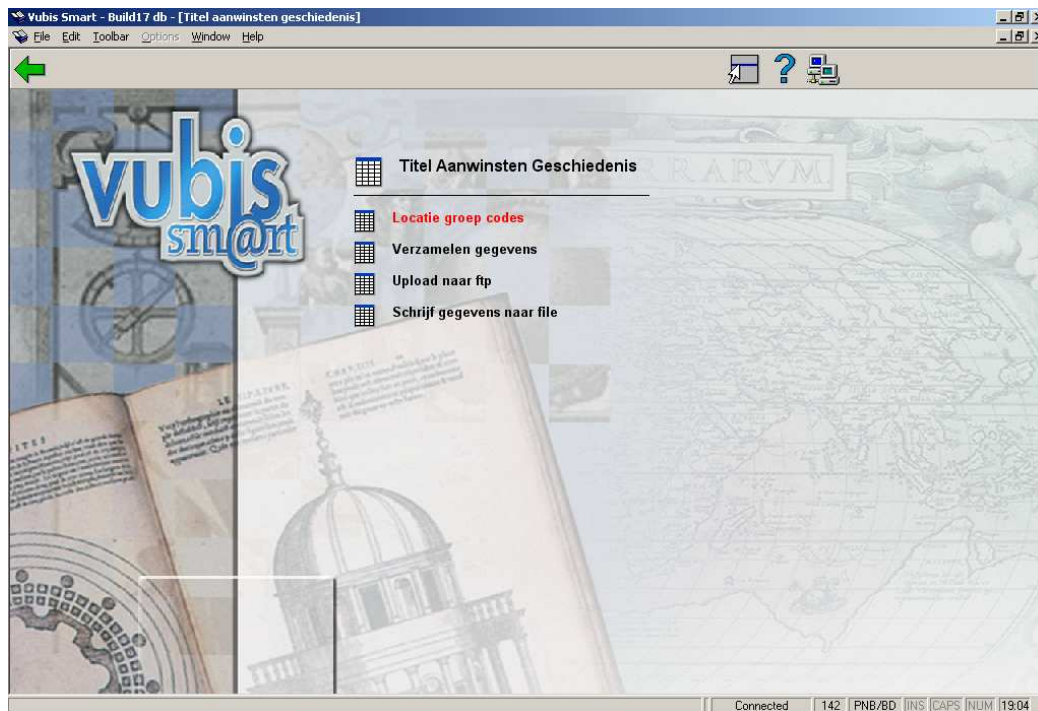 Vubis Smart - Build17 db - [Titel aanwinsten geschiedenis]
File Edit Toolbar Options Window Help
vubis
sm@rt
Titel Aanwinsten Geschiedenis
RARVM
Locatie groep codes
Verzamelen gegevens
Upload naar ftp
Schrijf gegevens naar file
Connected 142 PNB/BD INS CAPS NUM 19:04